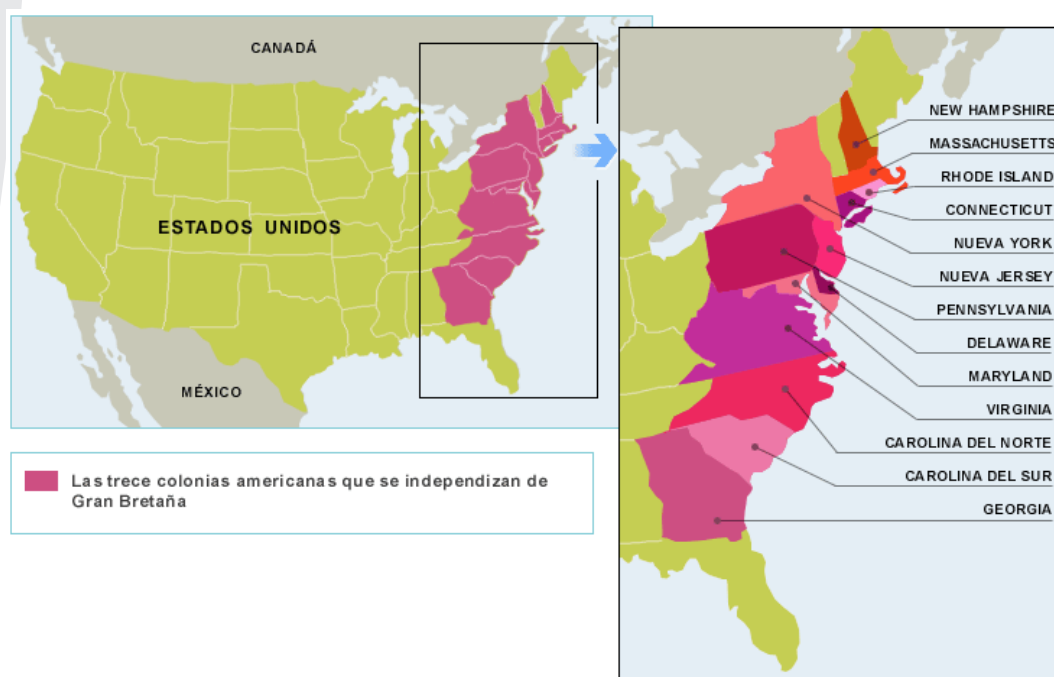 CANADÁ
ESTADOS UNIDOS
MÉXICO
Las trece colonias americanas que se independizan de
Gran Bretaña
NEW HAMPSHIRE
MASSACHUSETTS
RHODE ISLAND
CONNECTICUT
NUEVA YORK
NUEVA JERSEY
PENNSYLVANIA
DELAWARE
MARYLAND
VIRGINIA
CAROLINA DEL NORTE
CAROLINA DEL SUR
GEORGIA